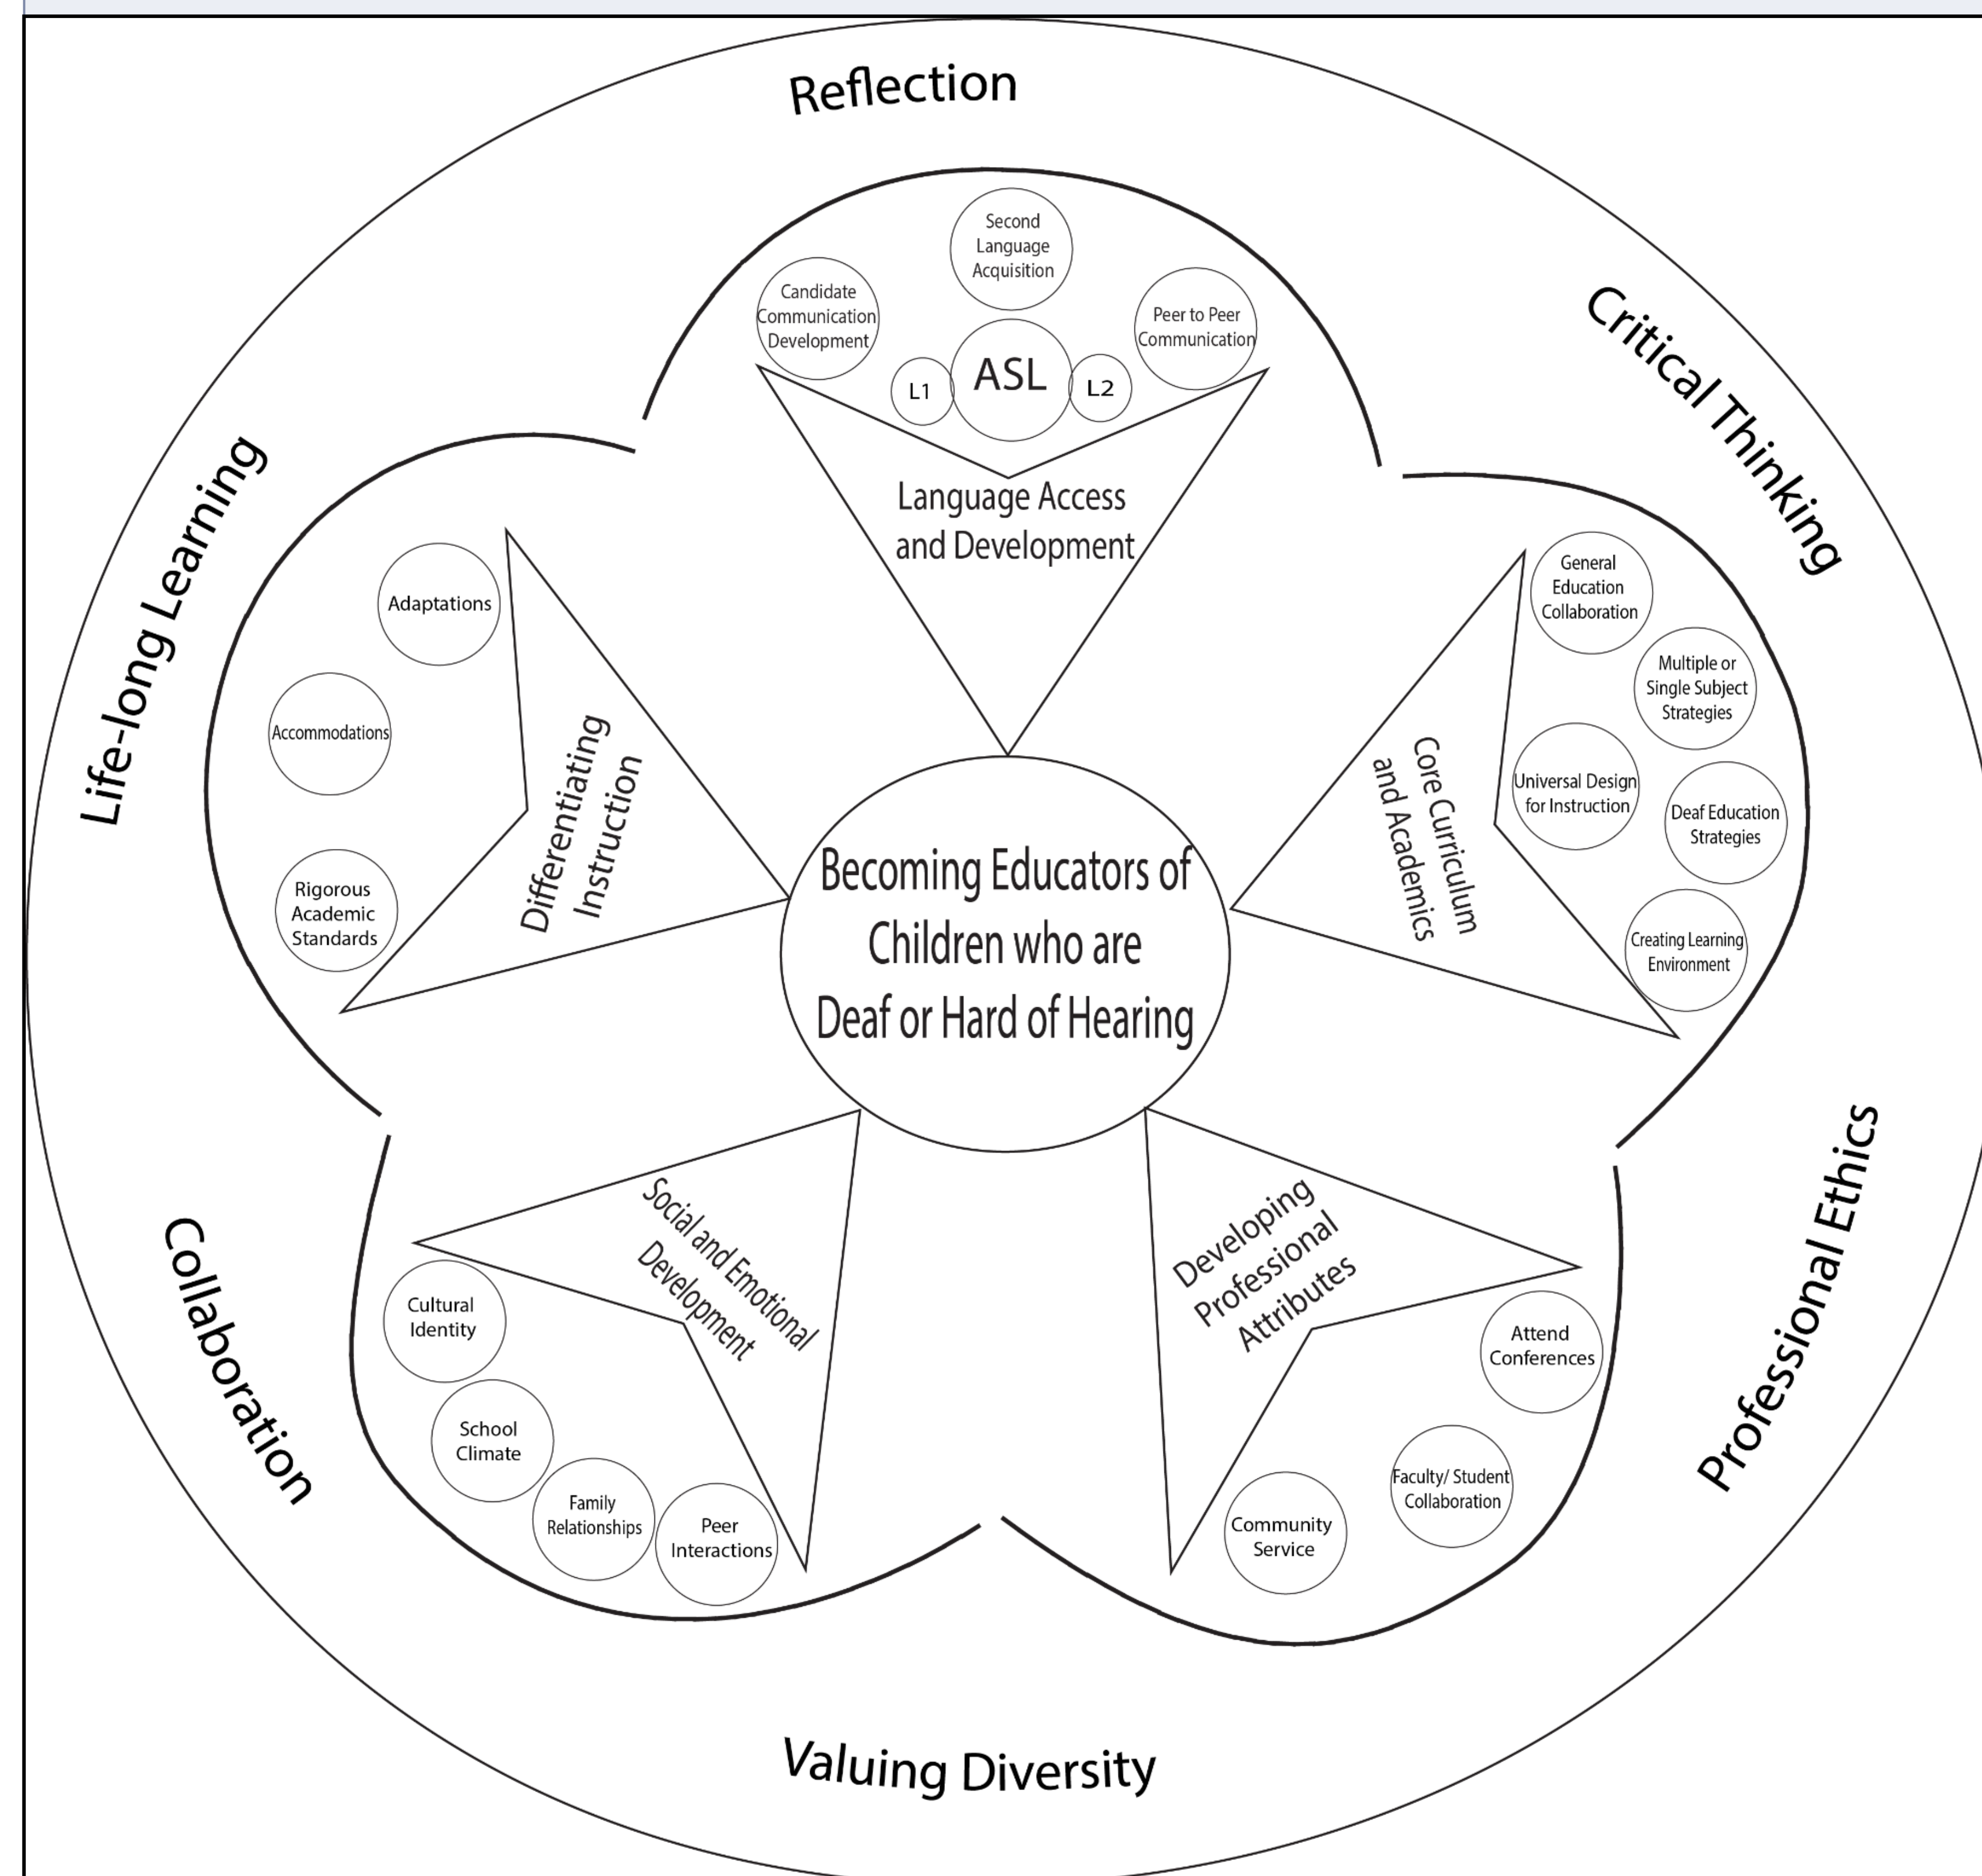 Reflection
Critical Thinking
Professional Ethics
Valuing Diversity
Collaboration
Life-long Learning
Second
Language
Acquisition
Candidate
Communication
Development
Peer to Peer
Communication
L1
ASL
L2
Language Access
and Development
General
Education
Collaboration
Multiple or
Single Subject
Strategies
Universal Design
for Instruction
Deaf Education
Strategies
Creating Learning
Environment
Core Curriculum
and Academics
Adaptations
Accommodations
Rigorous
Academic
Standards
Differentiating
Instruction
Becoming Educators of
Children who are
Deaf or Hard of Hearing
Social and Emotional
Development
Cultural
Identity
School
Climate
Family
Relationships
Peer
Interactions
Developing
Professional
Attributes
Attend
Conferences
Faculty/ Student
Collaboration
Community
Service